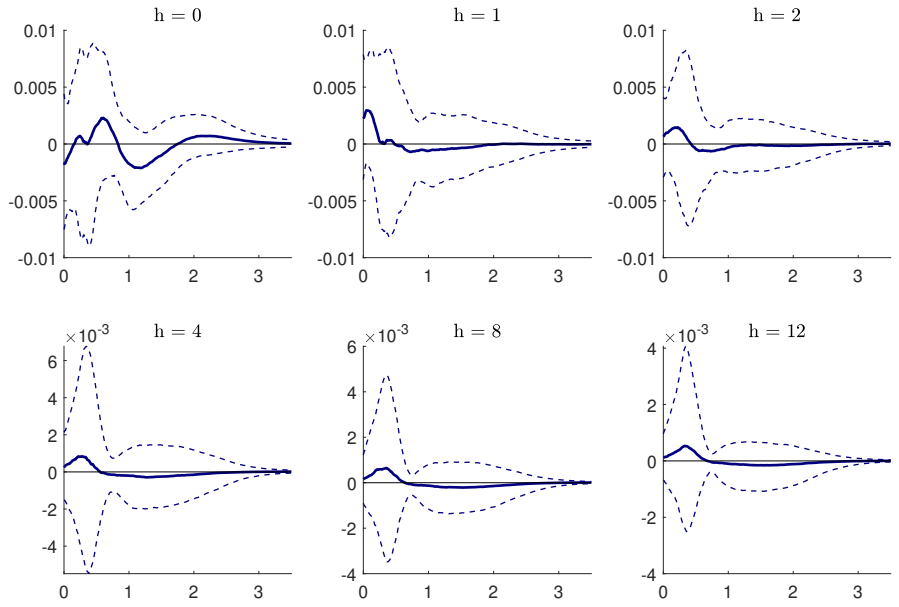 h = 0
0.01
0.005
0
-0.005
-0.01
0 1 2 3
h = 1
0.01
0.005
0
-0.005
-0.01
0 1 2 3
h = 2
0.01
0.005
0
-0.005
-0.01
0 1 2 3
h = 4
×10-3
6
4
2
0
-2
-4
0 1 2 3
h = 8
×10-3
6
4
2
0
-2
-4
0 1 2 3
h = 12
×10-3
4
2
0
-2
-4
0 1 2 3